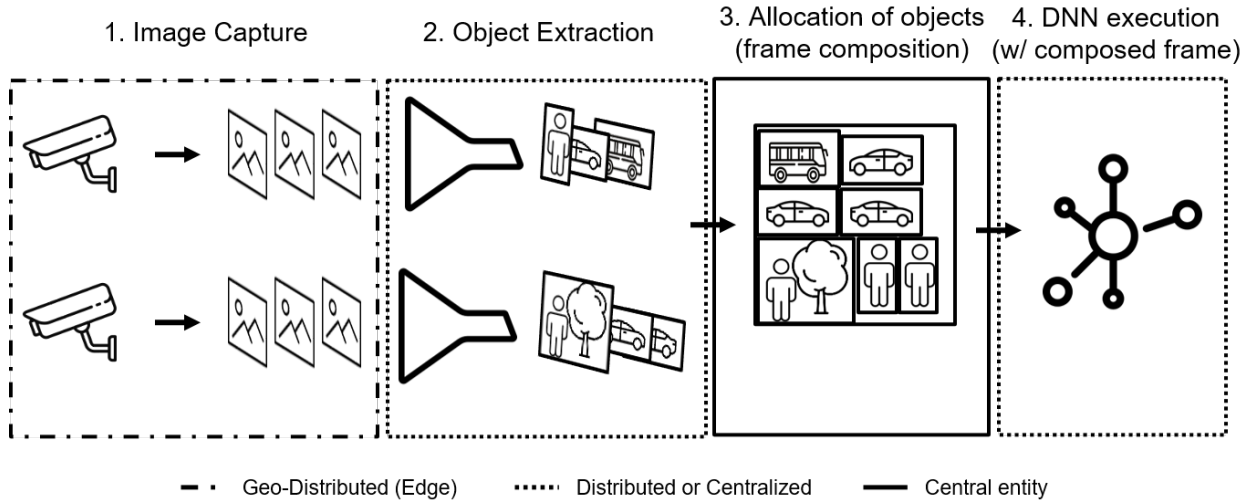 1. Image Capture
2. Object Extraction
3. Allocation of objects
(frame composition)
4. DNN execution
(w/ composed frame)
Geo-Distributed (Edge)
Distributed or Centralized
Central entity